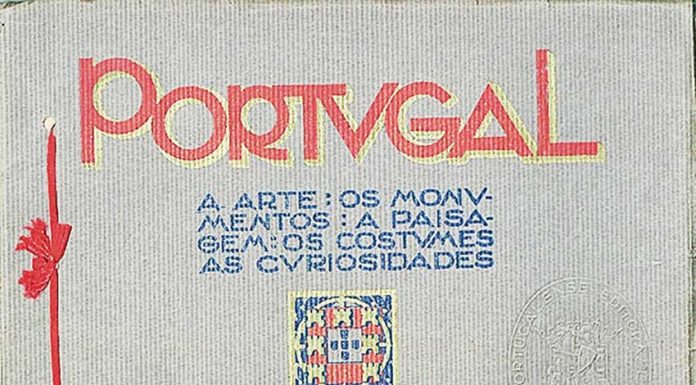 PORTVGAL
A ARTE : OS MONV-
MENTOS : A PAISA-
GEM : OS COSTVMES
AS CVRIOSIDADES